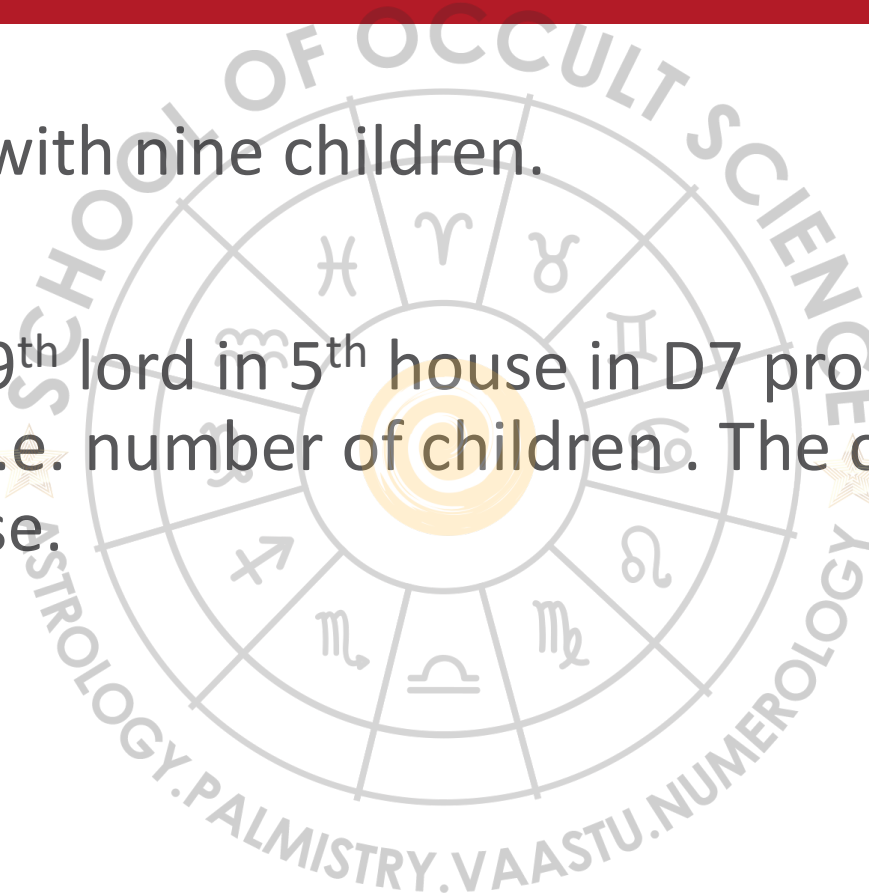 SCHOOL OF OCCULT SCIENCE
with nine children.
9th lord in 5th house in D7 pro
.e. number of children . The
se.
ASTROLOGY.PALMISTRY.VAASTU.NUMEROLOGY